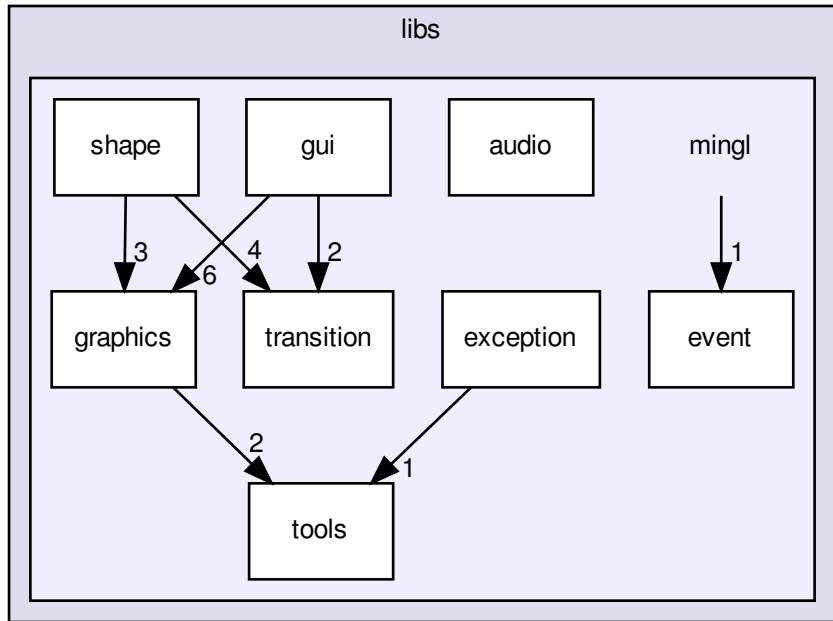 libs
shape
gui
audio
mingl
3
6
4
2
1
graphics
transition
exception
event
2
1
tools